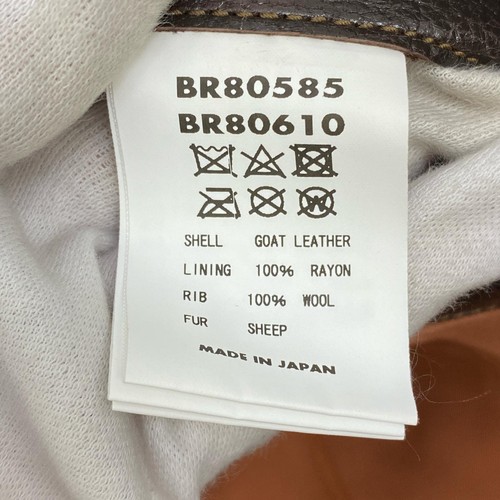 BR80585
BR80610
W
SHELL GOAT LEATHER
LINING 100% RAYON
RIB 100% WOOL
FUR SHEEP
MADE IN JAPAN